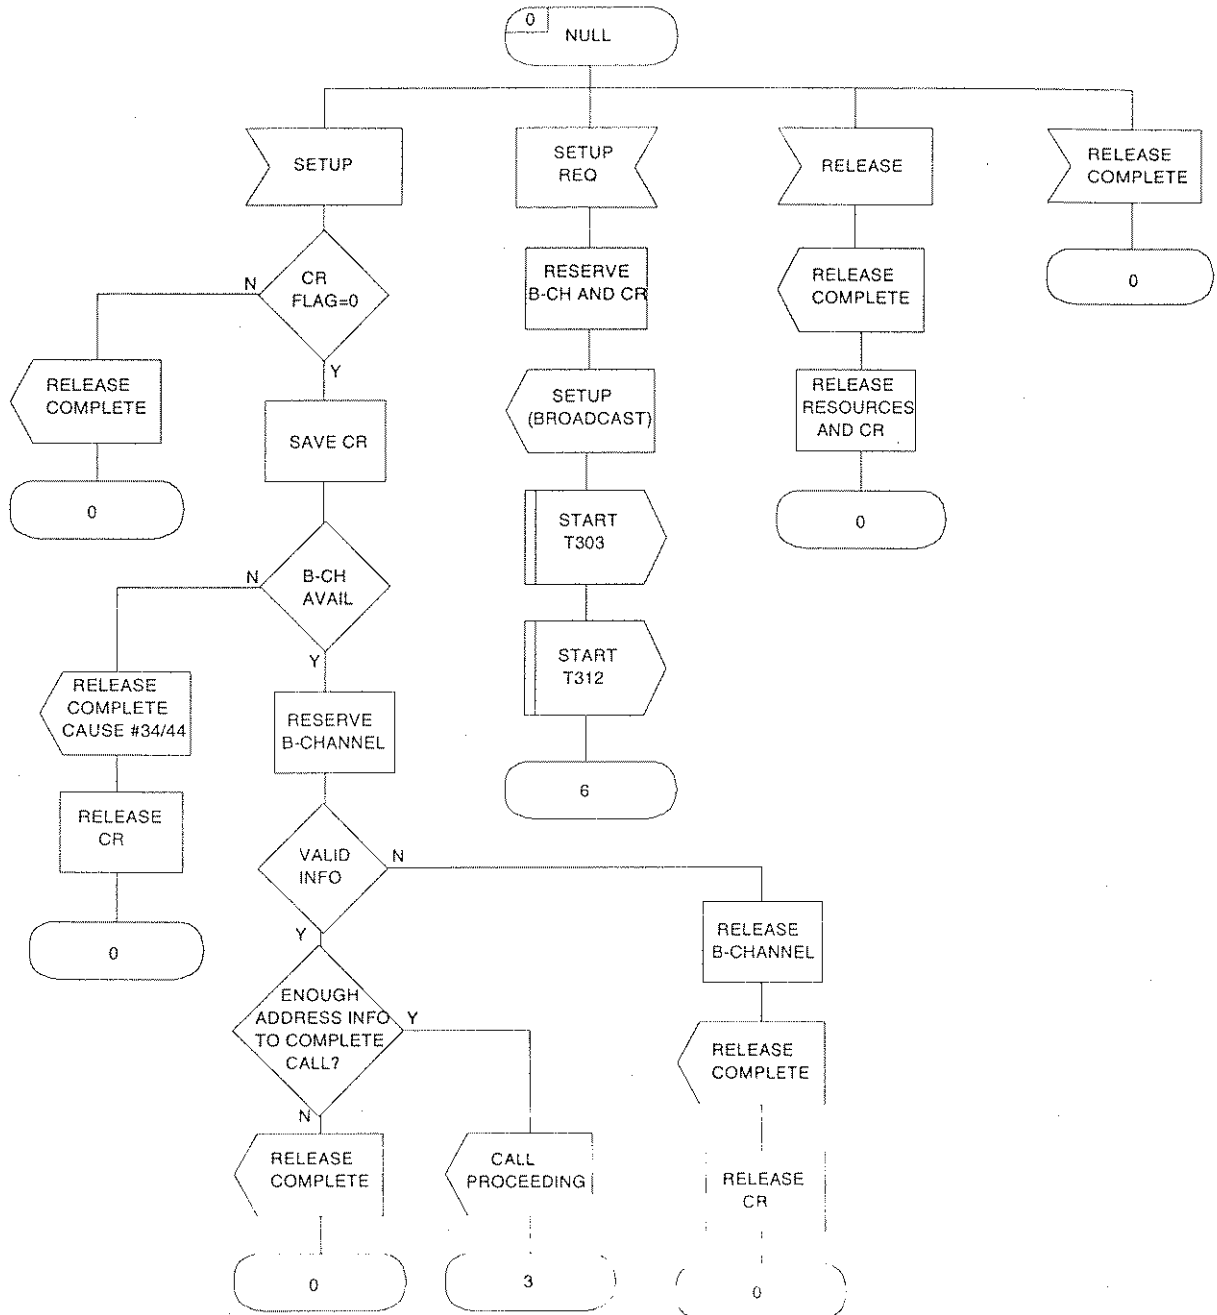 0
NULL
SETUP
SETUP
REQ
RELEASE
RELEASE
COMPLETE
CR
FLAG=0
N
Y
RESERVE
B-CH AND CR
RELEASE
COMPLETE
0
RELEASE
COMPLETE
0
SAVE CR
SETUP
(BROADCAST)
RELEASE
RESOURCES
AND CR
0
B-CH
AVAIL
N
Y
START
T303
START
T312
6
RELEASE
COMPLETE
CAUSE #34/44
RELEASE
CR
0
RESERVE
B-CHANNEL
VALID
INFO
N
Y
RELEASE
B-CHANNEL
RELEASE
COMPLETE
RELEASE
CR
0
ENOUGH
ADDRESS INFO
TO COMPLETE
CALL?
Y
N
RELEASE
COMPLETE
0
CALL
PROCEEDING
3